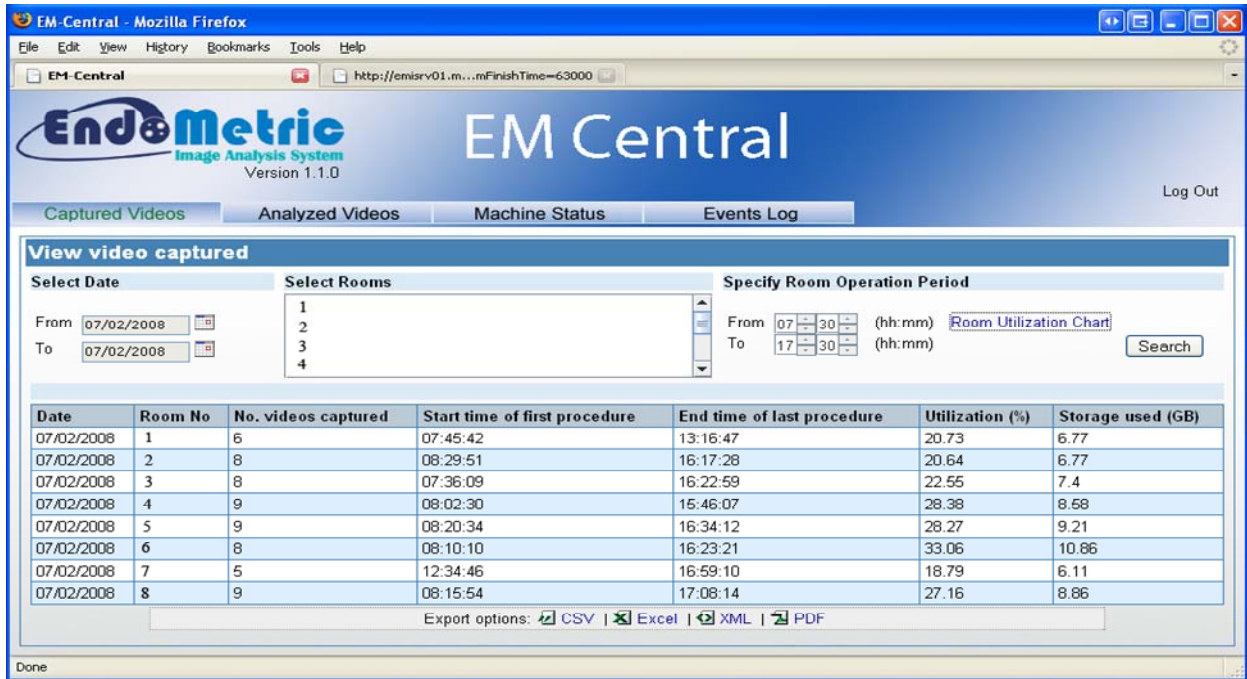 EM-Central - Mozilla Firefox
File Edit View History Bookmarks Tools Help
EM-Central http://emisrv01.m...mFinishTime=63000
EndoMetric
Image Analysis System
Version 1.1.0
EM Central
Log Out
Captured Videos Analyzed Videos Machine Status Events Log
View video captured
Select Date Select Rooms Specify Room Operation Period
1
From 07/02/2008 2 From 07 30 (hh:mm) Room Utilization Chart
To 07/02/2008 3 To 17 30 (hh:mm) Search
4
Date Room No No. videos captured Start time of first procedure End time of last procedure Utilization (%) Storage used (GB)
07/02/2008 1 6 07:45:42 13:16:47 20.73 6.77
07/02/2008 2 8 08:29:51 16:17:28 20.64 6.77
07/02/2008 3 8 07:36:09 16:22:59 22.55 7.4
07/02/2008 4 9 08:02:30 15:46:07 28.38 8.58
07/02/2008 5 9 08:20:34 16:34:12 28.27 9.21
07/02/2008 6 8 08:10:10 16:23:21 33.06 10.86
07/02/2008 7 5 12:34:46 16:59:10 18.79 6.11
07/02/2008 8 9 08:15:54 17:08:14 27.16 8.86
Export options: CSV | Excel | XML | PDF
Done